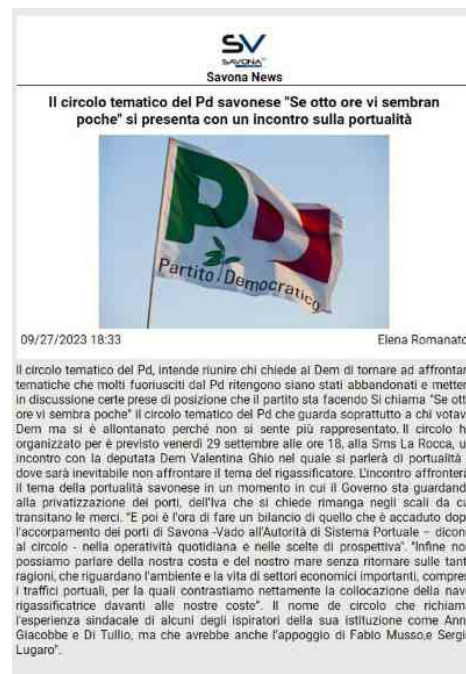 SV
SAVONA
Savona News
Il circolo tematico del Pd savonese "Se otto ore vi sembran
poche" si presenta con un incontro sulla portualità
PD
Partito Democratico
09/27/2023 18:33
Elena Romanato
Il circolo tematico del Pd, intende riunire chi chiede ai Dem di tornare ad affrontar
tematiche che molti fuoriusciti dal Pd ritengono siano stati abbandonati e metter
in discussione certe prese di posizione che il partito sta facendo Si chiama "Se ott
ore vi sembra poche" il circolo tematico del Pd che guarda soprattutto a chi votav
Dem ma si è allontanato perché non si sente più rappresentato. Il circolo h
organizzato per è previsto venerdì 29 settembre alle ore 18, alla Sms La Rocca, u
incontro con la deputata Dem Valentina Ghio nel quale si parlerà di portualità
dove sarà inevitabile non affrontare il tema del rigassificatore. L'incontro affronterà
il tema della portualità savonese in un momento in cui il Governo sta guardand
alla privatizzazione dei porti, dell'Iva che si chiede rimanga negli scali da cu
transitano le merci. "E poi è l'ora di fare un bilancio di quello che è accaduto dop
l'accorpamento dei porti di Savona -Vado all'Autorità di Sistema Portuale – dicon
al circolo - nella operatività quotidiana e nelle scelte di prospettiva". "Infine no
possiamo parlare della nostra costa e del nostro mare senza ritornare sulle tant
ragioni, che riguardano l'ambiente e la vita di settori economici importanti, compres
i traffici portuali, per la quali contrastiamo nettamente la collocazione della nav
rigassificatrice davanti alle nostre coste". Il nome de circolo che richiam
l'esperienza sindacale di alcuni degli ispiratori della sua istituzione come Ann
Giacobbe e Di Tullio, ma che avrebbe anche l'appoggio di Fabio Musso,e Sergi
Lugaro".